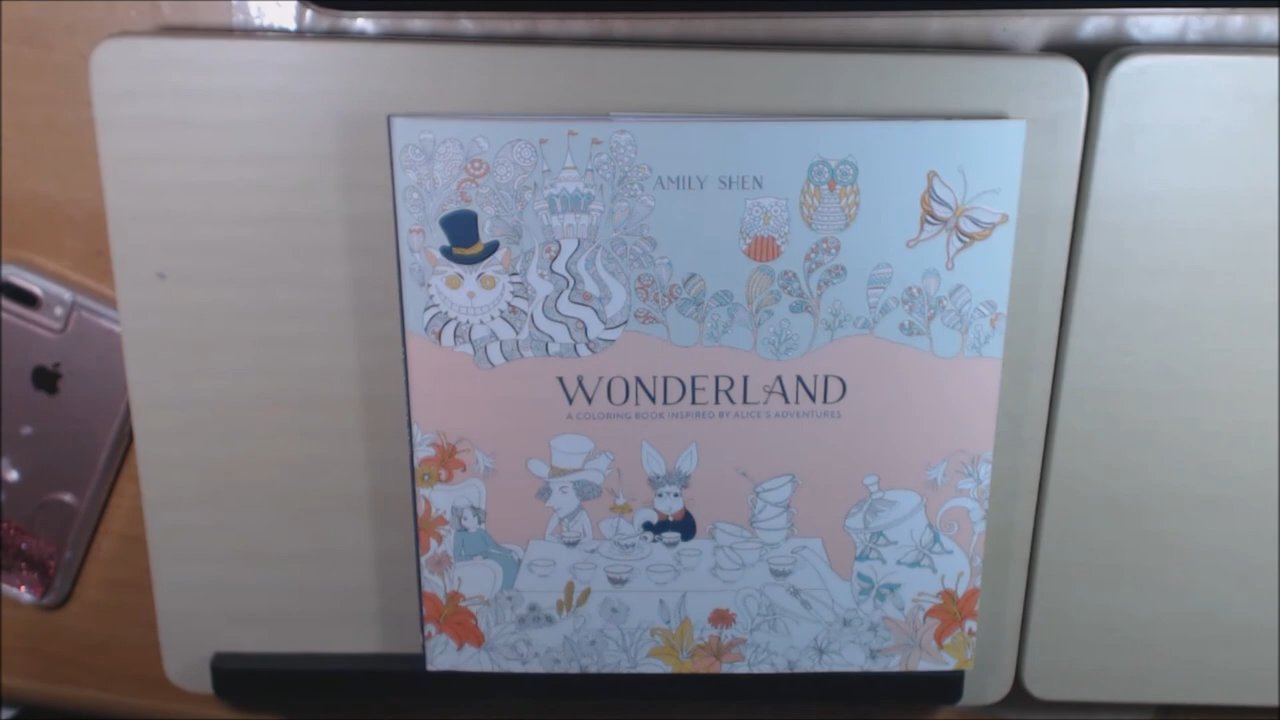 AMILY SHEN
WONDERLAND
A COLORING BOOK INSPIRED BY ALICE'S ADVENTURES